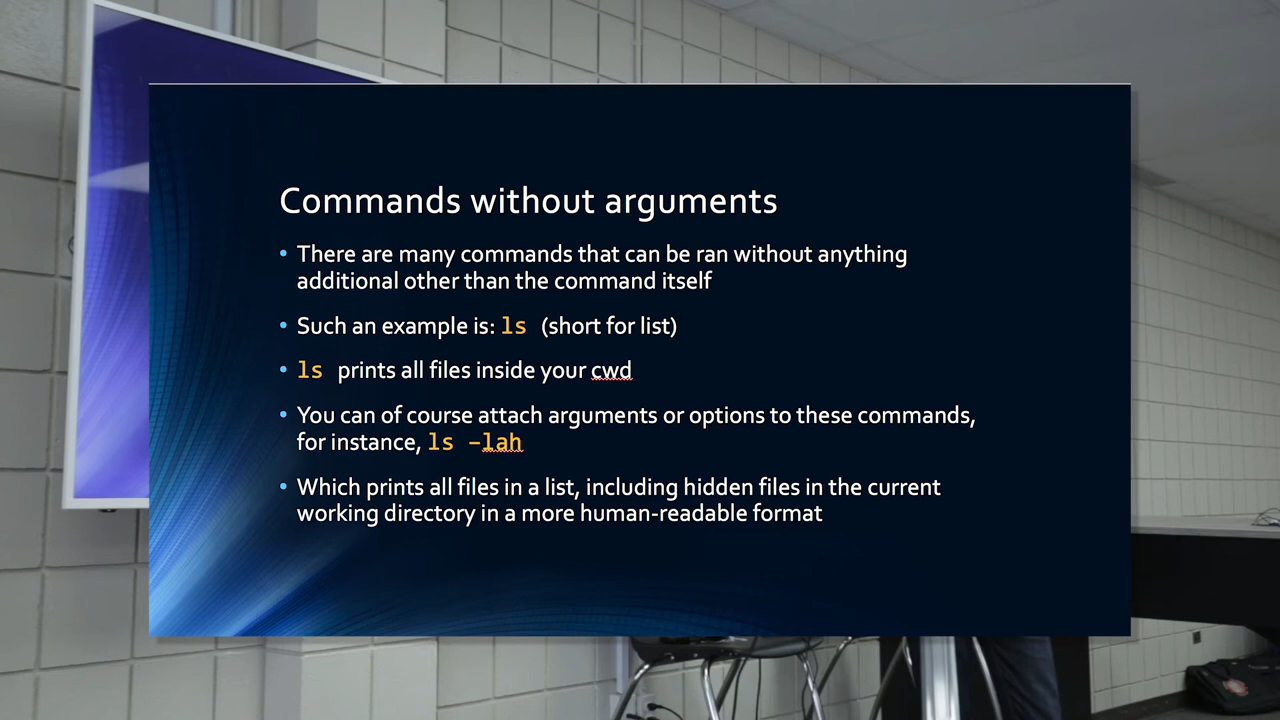 Commands without arguments
• There are many commands that can be ran without anything
additional other than the command itself
• Such an example is: ls (short for list)
• ls prints all files inside your cwd
• You can of course attach arguments or options to these commands,
for instance, ls –lah
• Which prints all files in a list, including hidden files in the current
working directory in a more human-readable format